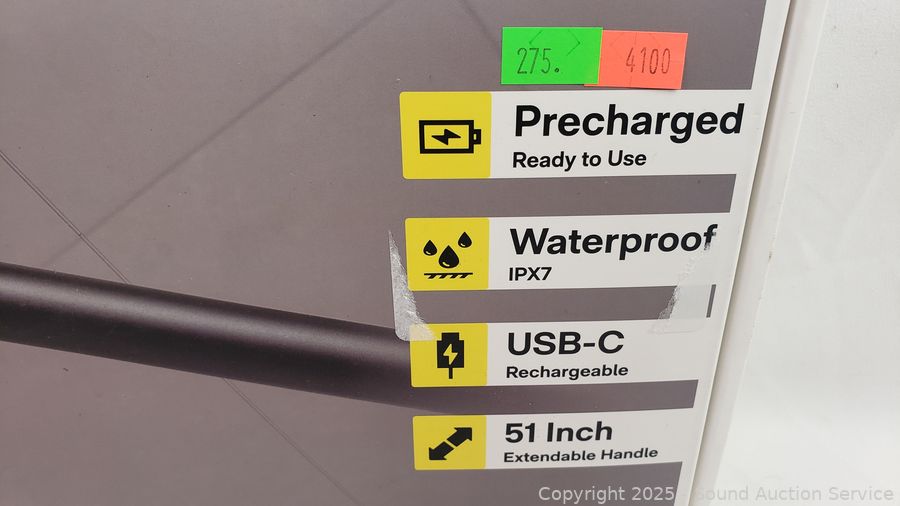 275. 4100
Precharged
Ready to Use
Waterproof
IPX7
USB-C
Rechargeable
51 Inch
Extendable Handle
Copyright 2025 - Sound Auction Service